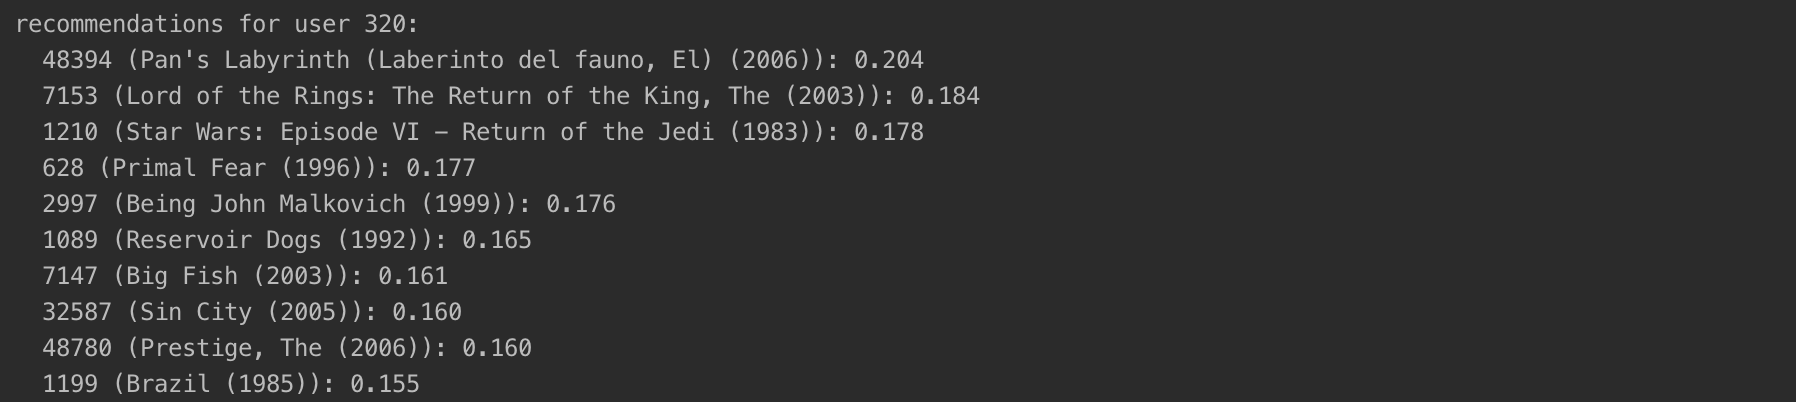 recommendations for user 320:
48394 (Pan's Labyrinth (Laberinto del fauno, El) (2006)): 0.204
7153 (Lord of the Rings: The Return of the King, The (2003)): 0.184
1210 (Star Wars: Episode VI – Return of the Jedi (1983)): 0.178
628 (Primal Fear (1996)): 0.177
2997 (Being John Malkovich (1999)): 0.176
1089 (Reservoir Dogs (1992)): 0.165
7147 (Big Fish (2003)): 0.161
32587 (Sin City (2005)): 0.160
48780 (Prestige, The (2006)): 0.160
1199 (Brazil (1985)): 0.155